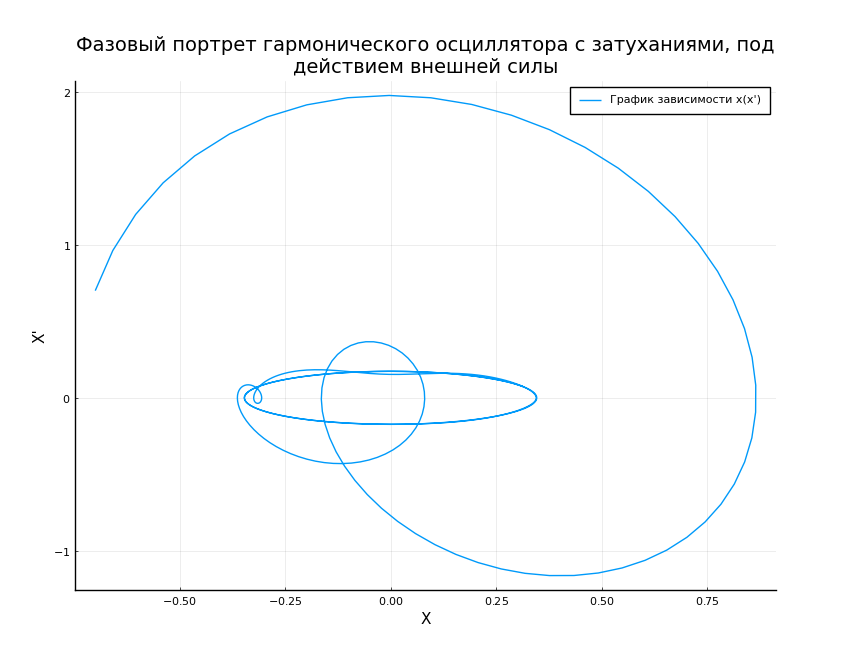 Фазовый портрет гармонического осциллятора с затуханиями, под
действием внешней силы
График зависимости x(x')
2
1
0
−1
X'
−0.50
−0.25
0.00
0.25
0.50
0.75
X